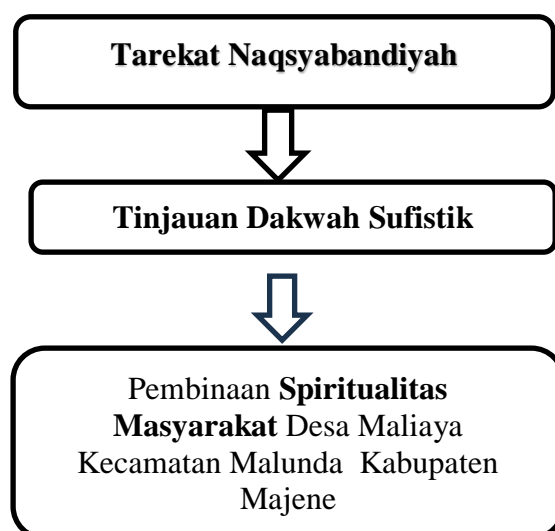 Tarekat Naqsyabandiyah
Tinjauan Dakwah Sufistik
Pembinaan Spiritualitas
Masyarakat Desa Maliaya
Kecamatan Malunda Kabupaten
Majene